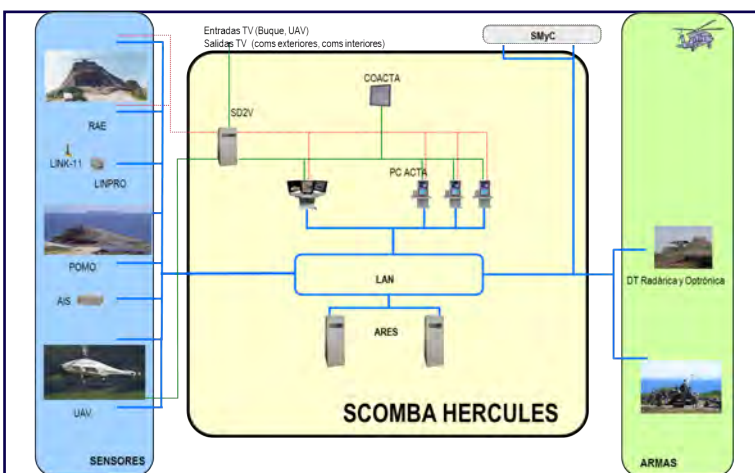 Entradas TV (Buque, UAV)
Salidas TV (coms exteriores, coms interiores)
SMyC
COACTA
SD2V
RAE
LINK-11
LINPRO
PC ACTA
POMO
LAN
DT Radárica y Optrónica
AIS
ARES
UAV
SCOMBA HERCULES
SENSORES
ARMAS